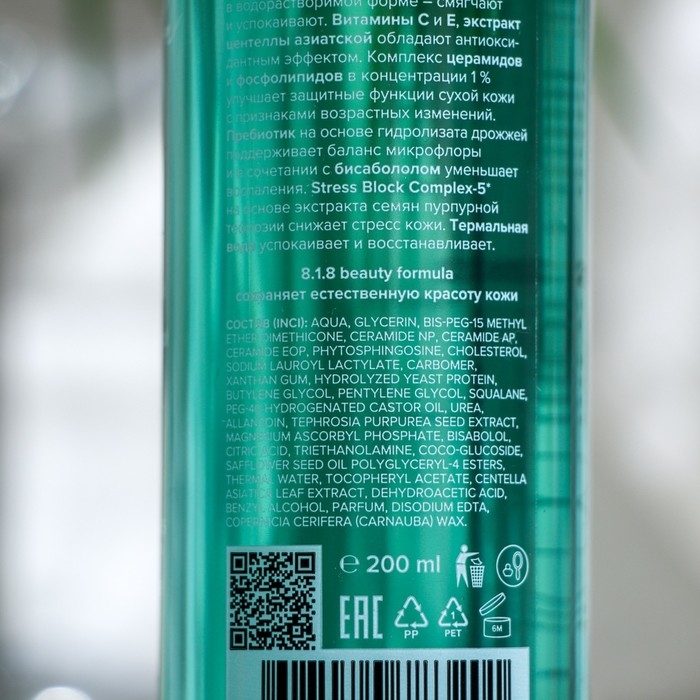 в водорастворимой форме – смягчают
и успокаивают. Витамины С и Е, экстракт
центеллы азиатской обладают антиокси-
дантным эффектом. Комплекс церамидов
и фосфолипидов в концентрации 1 %
улучшает защитные функции сухой кожи
с признаками возрастных изменений.
Пребиотик на основе гидролизата дрожжей
поддерживает баланс микрофлоры
и в сочетании с бисабололом уменьшает
воспаления. Stress Block Complex-5*
на основе экстракта семян пурпурной
тефрозии снижает стресс кожи. Термальная
вода успокаивает и восстанавливает.
8.1.8 beauty formula
сохраняет естественную красоту кожи
СОСТАВ (INCI): AQUA, GLYCERIN, BIS-PEG-15 METHYL
ETHER DIMETHICONE, CERAMIDE NP, CERAMIDE AP,
CERAMIDE EOP, PHYTOSPHINGOSINE, CHOLESTEROL,
SODIUM LAUROYL LACTYLATE, CARBOMER,
XANTHAN GUM, HYDROLYZED YEAST PROTEIN,
BUTYLENE GLYCOL, PENTYLENE GLYCOL, SQUALANE,
PEG-40 HYDROGENATED CASTOR OIL, UREA,
*ALLANTOIN, TEPHROSIA PURPUREA SEED EXTRACT,
MAGNESIUM ASCORBYL PHOSPHATE, BISABOLOL,
CITRIC ACID, TRIETHANOLAMINE, COCO-GLUCOSIDE,
SAFFLOWER SEED OIL POLYGLYCERYL-4 ESTERS,
THERMAL WATER, TOCOPHERYL ACETATE, CENTELLA
ASIATICA LEAF EXTRACT, DEHYDROACETIC ACID,
BENZYL ALCOHOL, PARFUM, DISODIUM EDTA,
COPERNICIA CERIFERA (CARNAUBA) WAX.
℮ 200 ml
EAC
PP
1
PET
6M